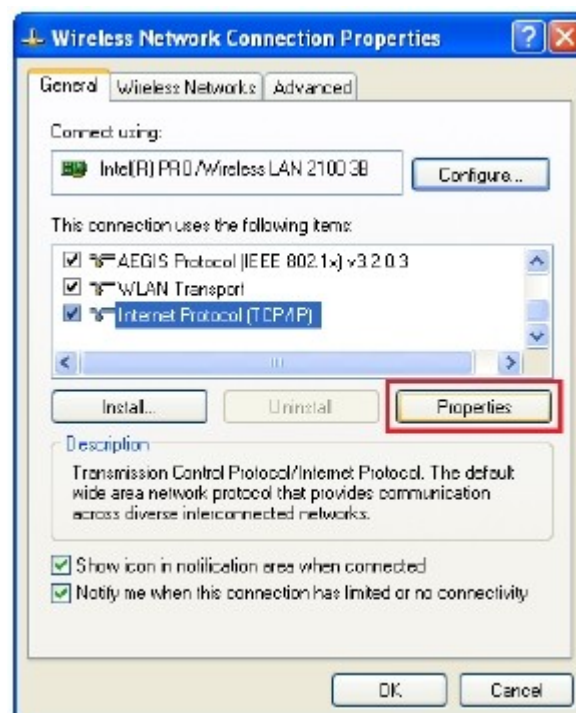 Wireless Network Connection Properties
General Wireless Networks Advanced
Connect using:
Intel(R) PRO/Wireless LAN 2100 3B
Configure...
This connection uses the following items:
AEGIS Protocol (IEEE 802.1x) v3.2.0.3
WLAN Transport
Internet Protocol (TCP/IP)
Install... Uninstall Properties
Description
Transmission Control Protocol/Internet Protocol. The default
wide area network protocol that provides communication
across diverse interconnected networks.
Show icon in notification area when connected
Notify me when this connection has limited or no connectivity
OK Cancel